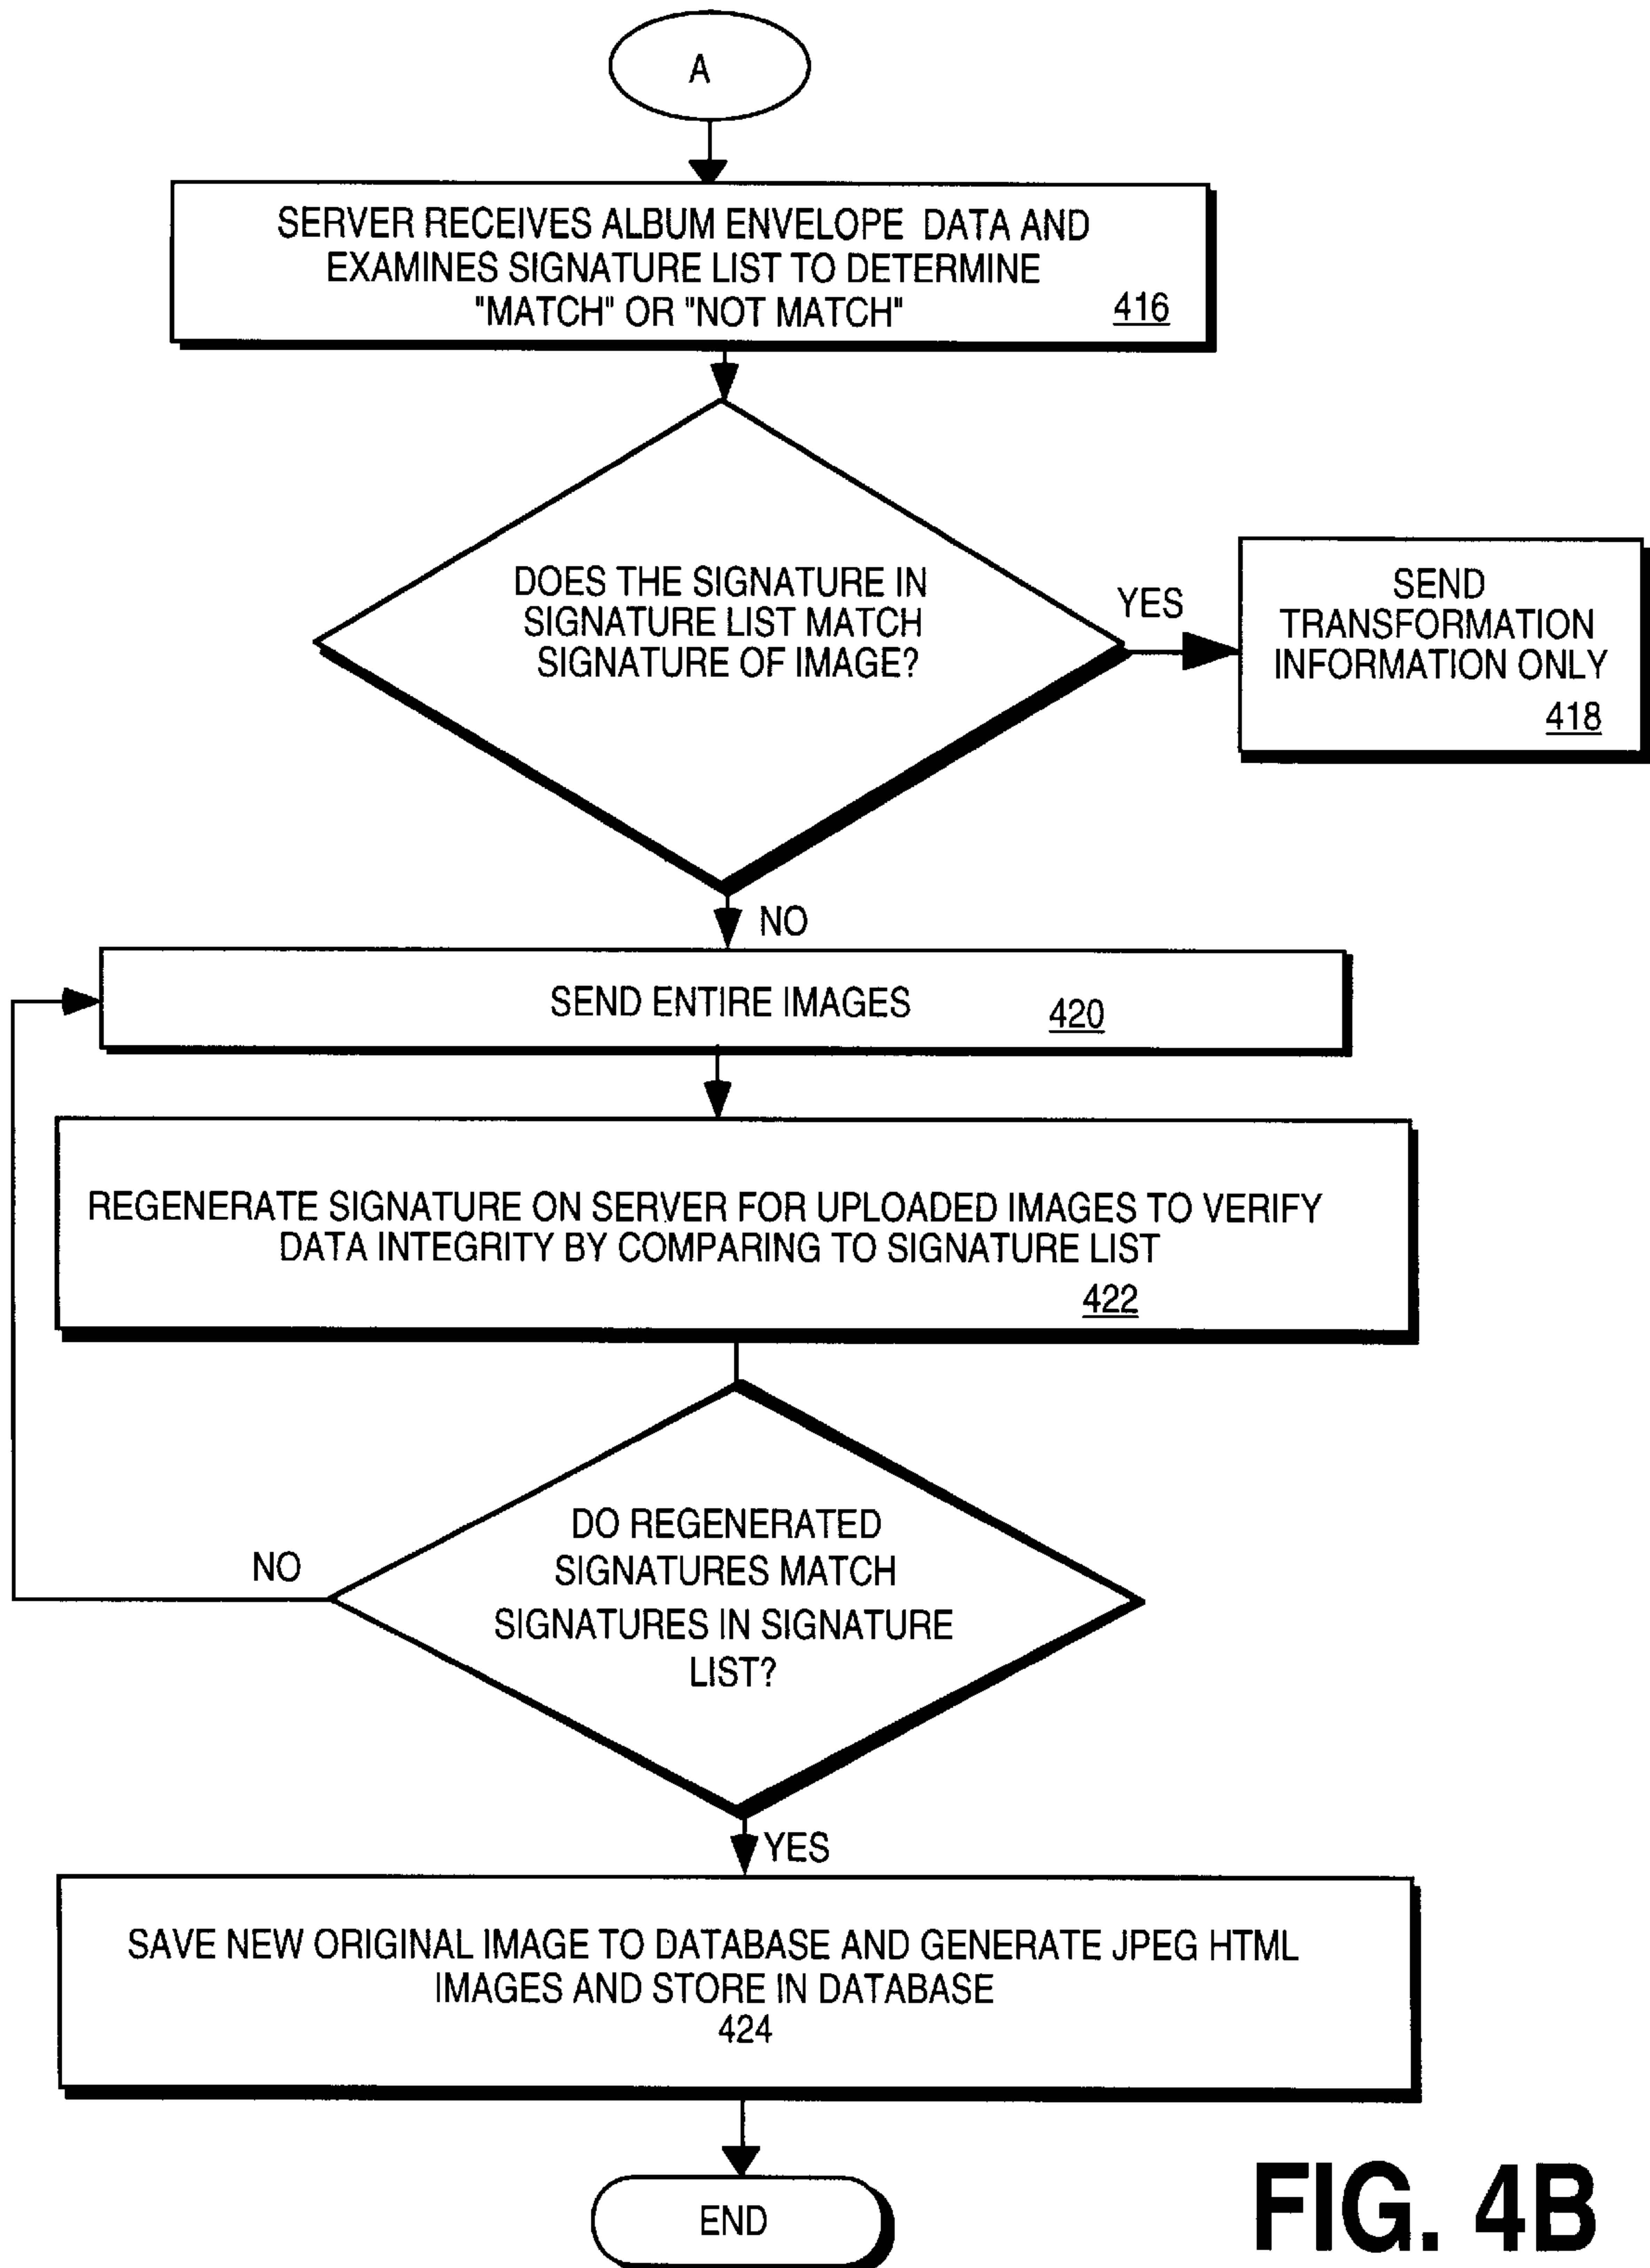 A
SERVER RECEIVES ALBUM ENVELOPE DATA AND
EXAMINES SIGNATURE LIST TO DETERMINE
"MATCH" OR "NOT MATCH"
416
DOES THE SIGNATURE IN
SIGNATURE LIST MATCH
SIGNATURE OF IMAGE?
YES
SEND
TRANSFORMATION
INFORMATION ONLY
418
NO
SEND ENTIRE IMAGES
420
REGENERATE SIGNATURE ON SERVER FOR UPLOADED IMAGES TO VERIFY
DATA INTEGRITY BY COMPARING TO SIGNATURE LIST
422
DO REGENERATED
SIGNATURES MATCH
SIGNATURES IN SIGNATURE
LIST?
NO
YES
SAVE NEW ORIGINAL IMAGE TO DATABASE AND GENERATE JPEG HTML
IMAGES AND STORE IN DATABASE
424
END
FIG. 4B